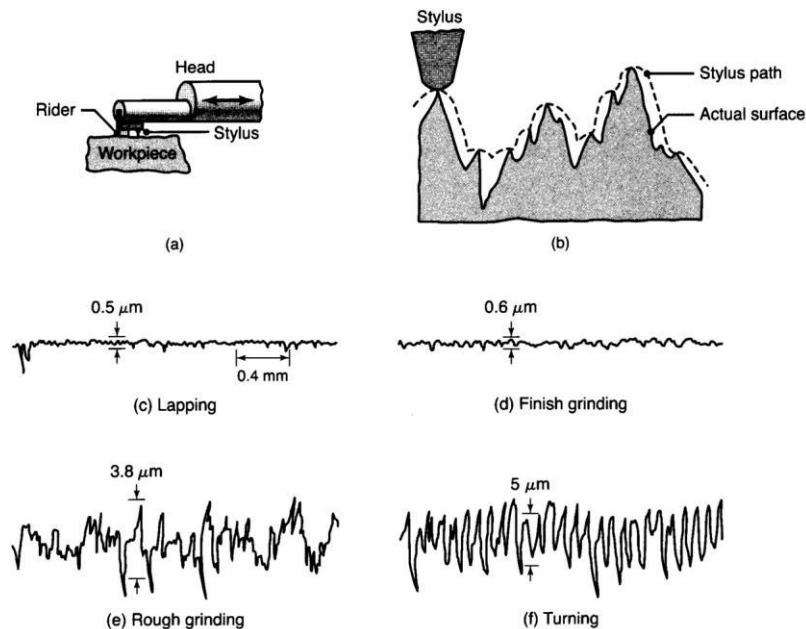 Head
Rider
Stylus
Workpiece
(a)
Stylus
Stylus path
Actual surface
(b)
0.5 μm
0.4 mm
(c) Lapping
0.6 μm
(d) Finish grinding
3.8 μm
(e) Rough grinding
5 μm
(f) Turning